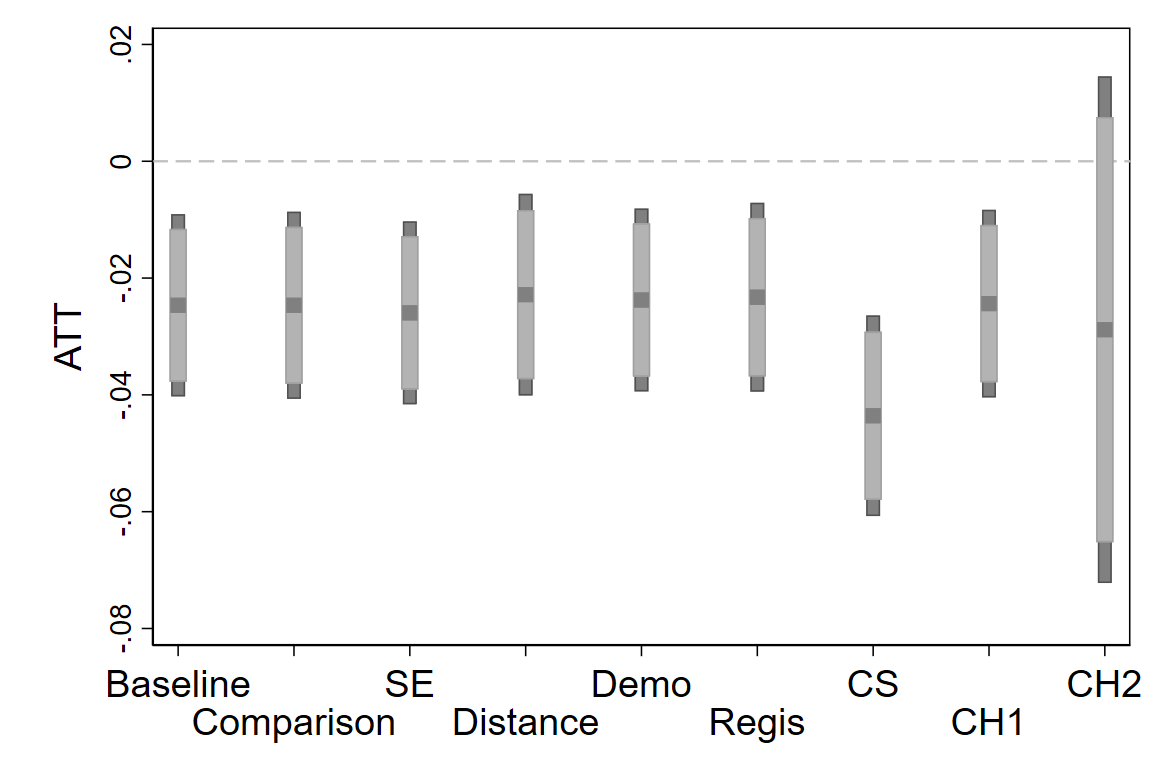 ATT
.02
0
-.02
-.04
-.06
-.08
Baseline SE Demo CS CH2
Comparison Distance Regis CH1